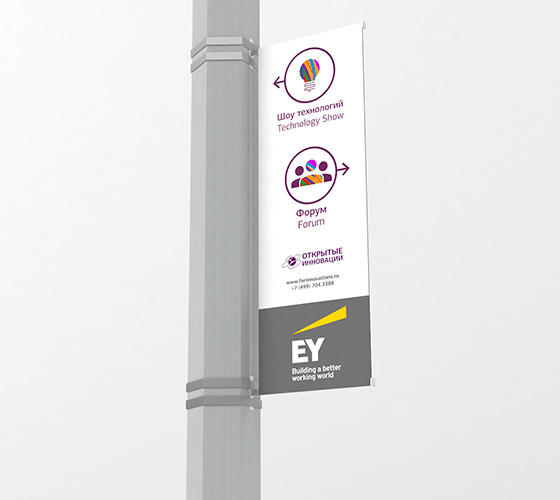 Шоу технологий
Technology Show
Форум
Forum
ОТКРЫТЫЕ
ИННОВАЦИИ
www.forinnovations.ru
+7 (499) 704 3388
EY
Building a better
working world